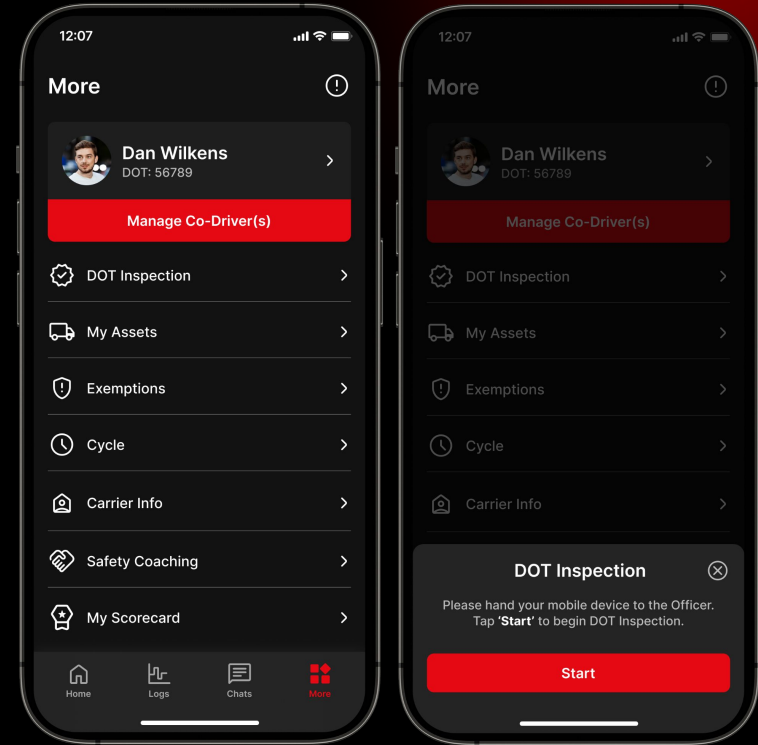 12:07
More
Dan Wilkens
DOT: 56789
Manage Co-Driver(s)
DOT Inspection
My Assets
Exemptions
Cycle
Carrier Info
Safety Coaching
My Scorecard
Home
Logs
Chats
More
12:07
More
Dan Wilkens
DOT: 56789
Manage Co-Driver(s)
DOT Inspection
My Assets
Exemptions
Cycle
Carrier Info
DOT Inspection
Please hand your mobile device to the Officer.
Tap 'Start' to begin DOT Inspection.
Start